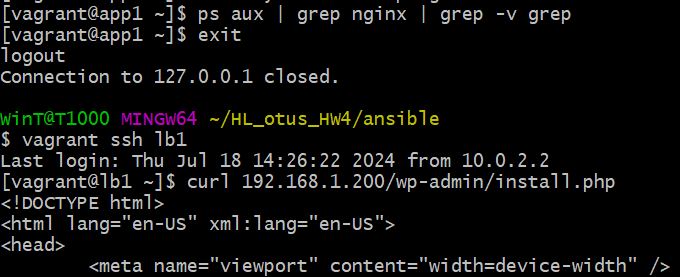 [vagrant@app1 ~]$ ps aux | grep nginx | grep -v grep
[vagrant@app1 ~]$ exit
logout
Connection to 127.0.0.1 closed.
WinT@T1000 MINGW64 ~/HL_otus_HW4/ansible
$ vagrant ssh lb1
Last login: Thu Jul 18 14:26:22 2024 from 10.0.2.2
[vagrant@lb1 ~]$ curl 192.168.1.200/wp-admin/install.php
<!DOCTYPE html>
<html lang="en-US" xml:lang="en-US">
<head>
        <meta name="viewport" content="width=device-width" />